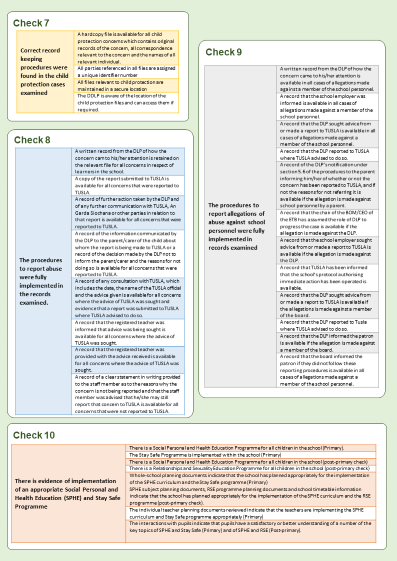 Check 7
Correct record
keeping
procedures were
found in the child
protection cases
examined
A hardcopy file is available for all child
protection concerns which contains original
records of the concern, all correspondence
relevant to the concern and the names of all
relevant individual.
All parties referenced in all files are assigned
a unique identifier number
All files relevant to child protection are
maintained in a secure location
The DDLP is aware of the location of the
child protection files and can access them if
required.
Check 8
The procedures
to report abuse
were fully
implemented in
the records
examined.
A written record from the DLP of how the
concern came to his/her attention is retained on
the relevant file for all concerns in respect of
learners in the school.
A copy of the report submitted to TUSLA is
available for all concerns that were reported to
TUSLA.
A record of further action taken by the DLP and
of any further communication with TUSLA, An
Garda Síochána or other parties in relation to
that report is available for all concerns that were
reported to TUSLA.
A record of the information communicated by
the DLP to the parent/carer of the child about
whom the report is being made to TUSLA or a
record of the decision made by the DLP not to
inform the parent/carer and the reason for not
doing so is available for all concerns that were
reported to TUSLA.
A record of any consultation with TUSLA, which
includes the date, the name of the TUSLA official
and the advice given is available for all concerns
where the advice of TUSLA was sought and
evidence that a report was submitted to TUSLA
where TUSLA advised to do so.
A record that the registered teacher was
informed that advice was being sought is
available for all concerns where the advice of
TUSLA was sought.
A record that the registered teacher was
provided with the advice received is available
for all concerns where the advice of TUSLA was
sought.
A record of a clear statement in writing provided
to the staff member as to the reasons why the
concern is not being reported and that the staff
member was advised that he/she may still
report that concern to TUSLA is available for all
concerns that were not reported to TUSLA.
Check 9
The procedures to
report allegations of
abuse against school
personnel were fully
implemented in
records examined
A written record from the DLP of how the
concern came to his/her attention is
available in all cases of allegations made
against the member of school personnel.
A record that the school employer was
informed is available in all cases of
allegations made against a member of the
school personnel.
A record that the DLP sought advice from
or made a report to TUSLA is available in
all cases of allegations made against a
member of the school personnel.
A record that the DLP reported to TUSLA
where TUSLA advised to do so.
A record of the DLP's notification under
section 5.6 of the procedures to the parent
informing him/her of whether or not the
concern has been reported to TUSLA, and if
not the reasons for not referring it is
available if the allegation is made against
school personnel by a parent.
A record that the chair of the BOM/CEO of
the ETB has assumed the role of DLP to
progress the case is available if the
allegation is made against the DLP.
A record that the school employer sought
advice from or made a report to TUSLA is
available if the allegation is made against
the DLP.
A record that TUSLA has been informed
that the school's protocol authorising
immediate action has been operated is
available.
A record that the DLP sought advice from
or made a report to TUSLA is available if
the allegations is made against a member
of the board.
A record that the DLP reported to Tusla
where TUSLA advised to do so.
A record that the DLP informed the patron
is available if the allegation is made against
a member of the board.
A record that the board informed the
patron if they did not follow these
reporting procedures is available in all
cases of allegations made against a
member of the school personnel.
Check 10
There is evidence of implementation
of an appropriate Social Personal and
Health Education (SPHE) and Stay Safe
Programme
There is a Social Personal and Health Education Programme for all children in the school (Primary).
The Stay Safe Programme is implemented within the school (Primary)
There is a Social Personal and Health Education Programme for all children in the school (post-primary check)
There is a Relationships and Sexuality Education Programme for all children in the school (post-primary check)
Whole-school planning documents indicate that the school has planned appropriately for the implementation
of the SPHE curriculum and the Stay Safe programme (Primary)
SPHE subject planning documents, RSE programme planning documents and school timetable information
indicate that the school has planned appropriately for the implementation of the SPHE curriculum and the RSE
programme (post-primary check).
The individual teacher planning documents reviewed indicate that the teachers are implementing the SPHE
curriculum and Stay Safe programme appropriately (Primary)
The interactions with pupils indicate that pupils have a satisfactory or better understanding of a number of the
key topics of SPHE and Stay Safe (Primary) and of SPHE and RSE (Post-primary).